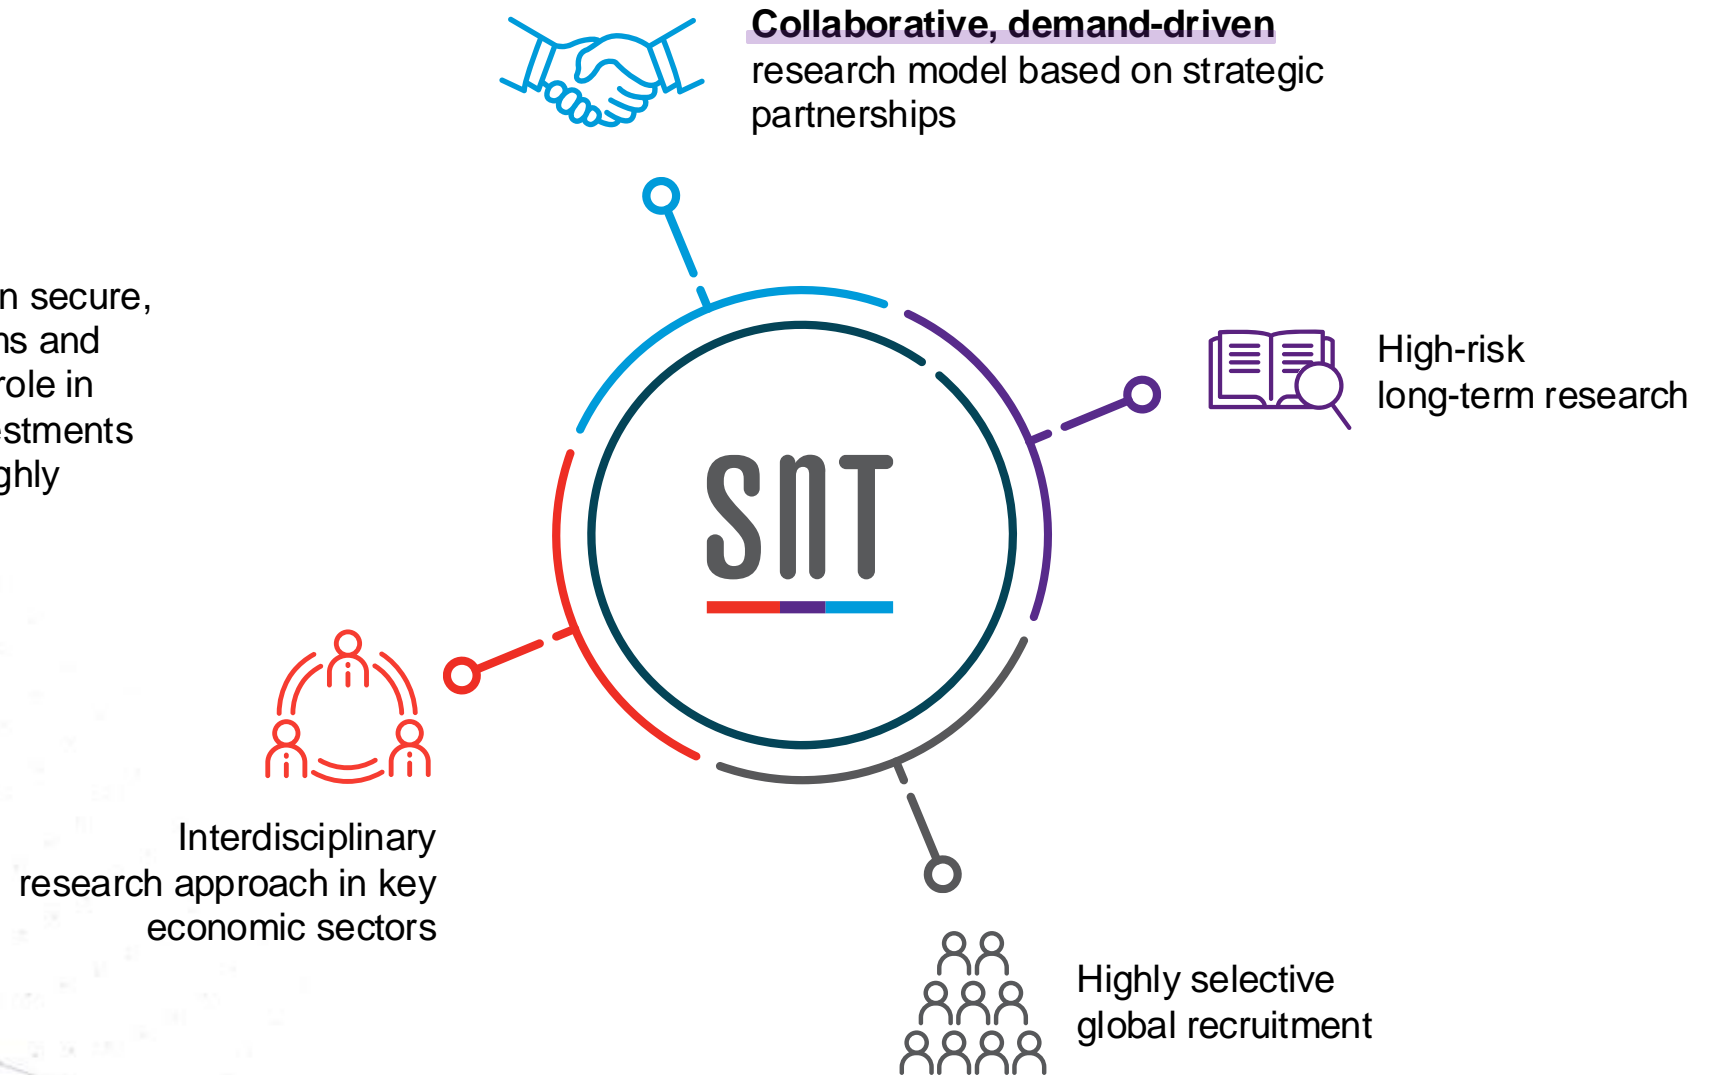 Collaborative, demand-driven
research model based on strategic
partnerships
n secure,
ns and
role in
estments
ghly
High-risk
long-term research
SnT
Interdisciplinary
research approach in key
economic sectors
Highly selective
global recruitment